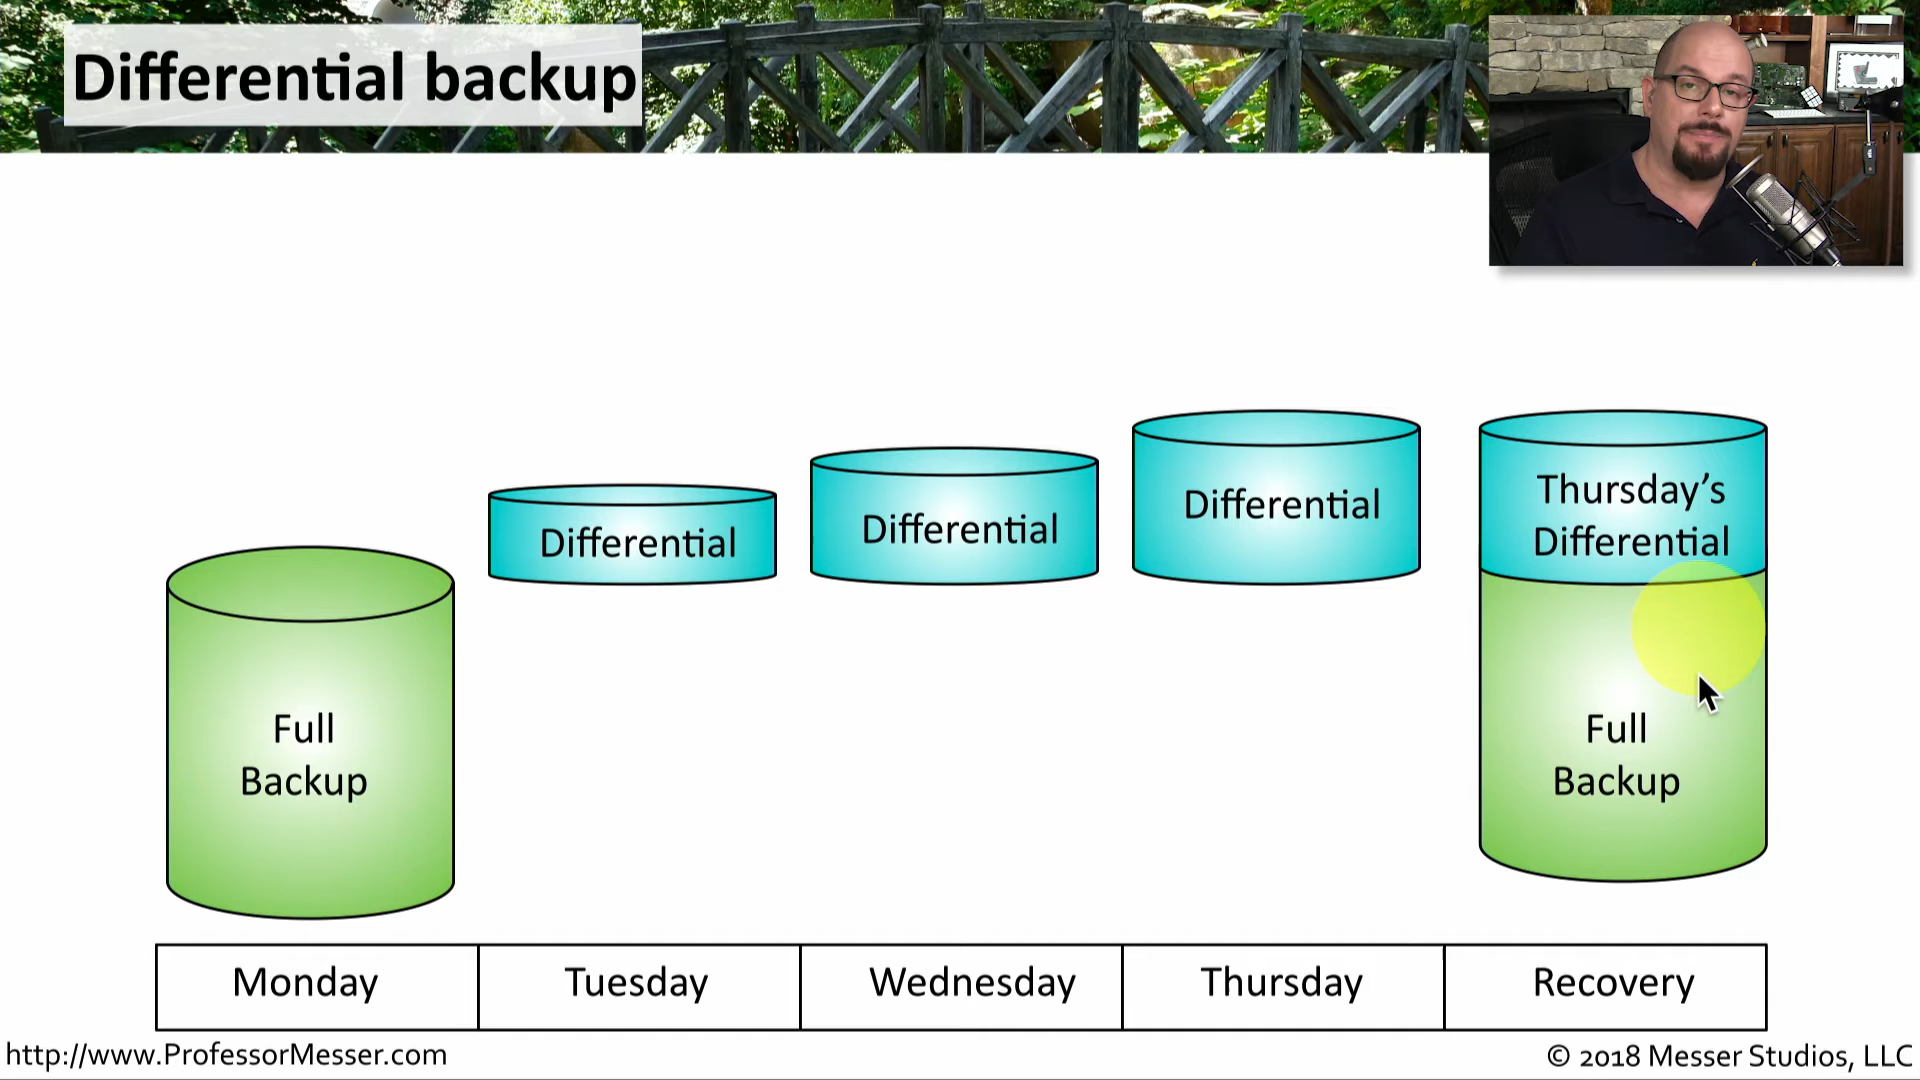 Differential backup
Full
Backup
Differential
Differential
Differential
Thursday's
Differential
Full
Backup
Monday
Tuesday
Wednesday
Thursday
Recovery
http://www.ProfessorMesser.com
© 2018 Messer Studios, LLC